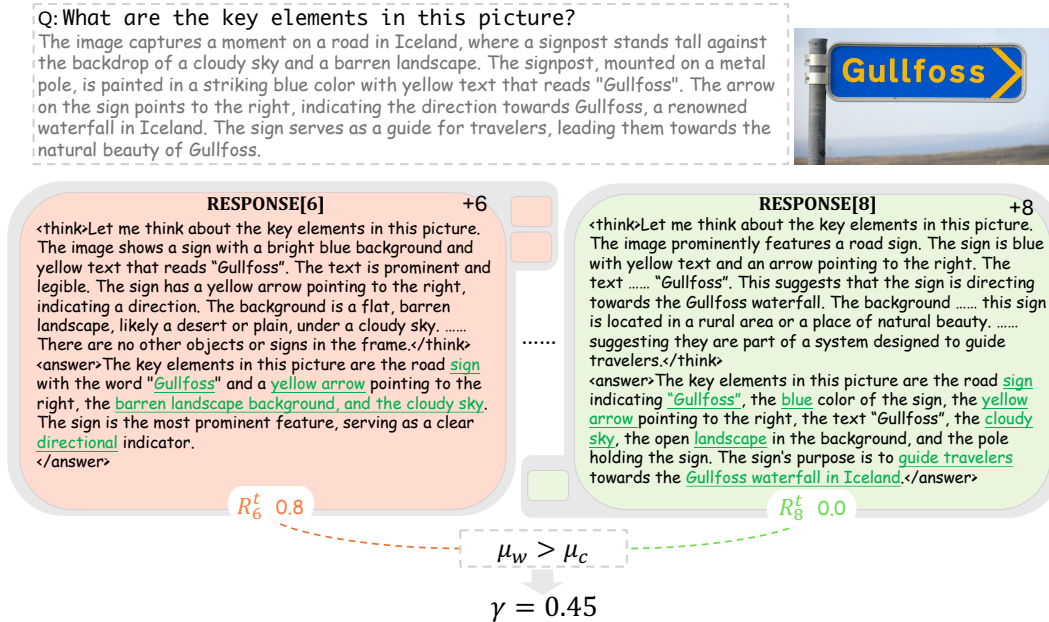 Q: What are the key elements in this picture?
The image captures a moment on a road in Iceland, where a signpost stands tall against
the backdrop of a cloudy sky and a barren landscape. The signpost, mounted on a metal
pole, is painted in a striking blue color with yellow text that reads "Gullfoss". The arrow
on the sign points to the right, indicating the direction towards Gullfoss, a renowned
waterfall in Iceland. The sign serves as a guide for travelers, leading them towards the
natural beauty of Gullfoss.
Gullfoss
RESPONSE[6] +6
<think>Let me think about the key elements in this picture.
The image shows a sign with a bright blue background and
yellow text that reads “Gullfoss”. The text is prominent and
legible. The sign has a yellow arrow pointing to the right,
indicating a direction. The background is a flat, barren
landscape, likely a desert or plain, under a cloudy sky. ……
There are no other objects or signs in the frame.</think>
<answer>The key elements in this picture are the road sign
with the word "Gullfoss" and a yellow arrow pointing to the
right, the barren landscape background, and the cloudy sky.
The sign is the most prominent feature, serving as a clear
directional indicator.
</answer>
R_6^t 0.8
……
RESPONSE[8] +8
<think>Let me think about the key elements in this picture.
The image prominently features a road sign. The sign is blue
with yellow text and an arrow pointing to the right. The
text …… “Gullfoss”. This suggests that the sign is directing
towards the Gullfoss waterfall. The background …… this sign
is located in a rural area or a place of natural beauty. ……
suggesting they are part of a system designed to guide
travelers.</think>
<answer>The key elements in this picture are the road sign
indicating “Gullfoss”, the blue color of the sign, the yellow
arrow pointing to the right, the text “Gullfoss”, the cloudy
sky, the open landscape in the background, and the pole
holding the sign. The sign's purpose is to guide travelers
towards the Gullfoss waterfall in Iceland.</answer>
R_8^t 0.0
μ_w > μ_c
γ = 0.45